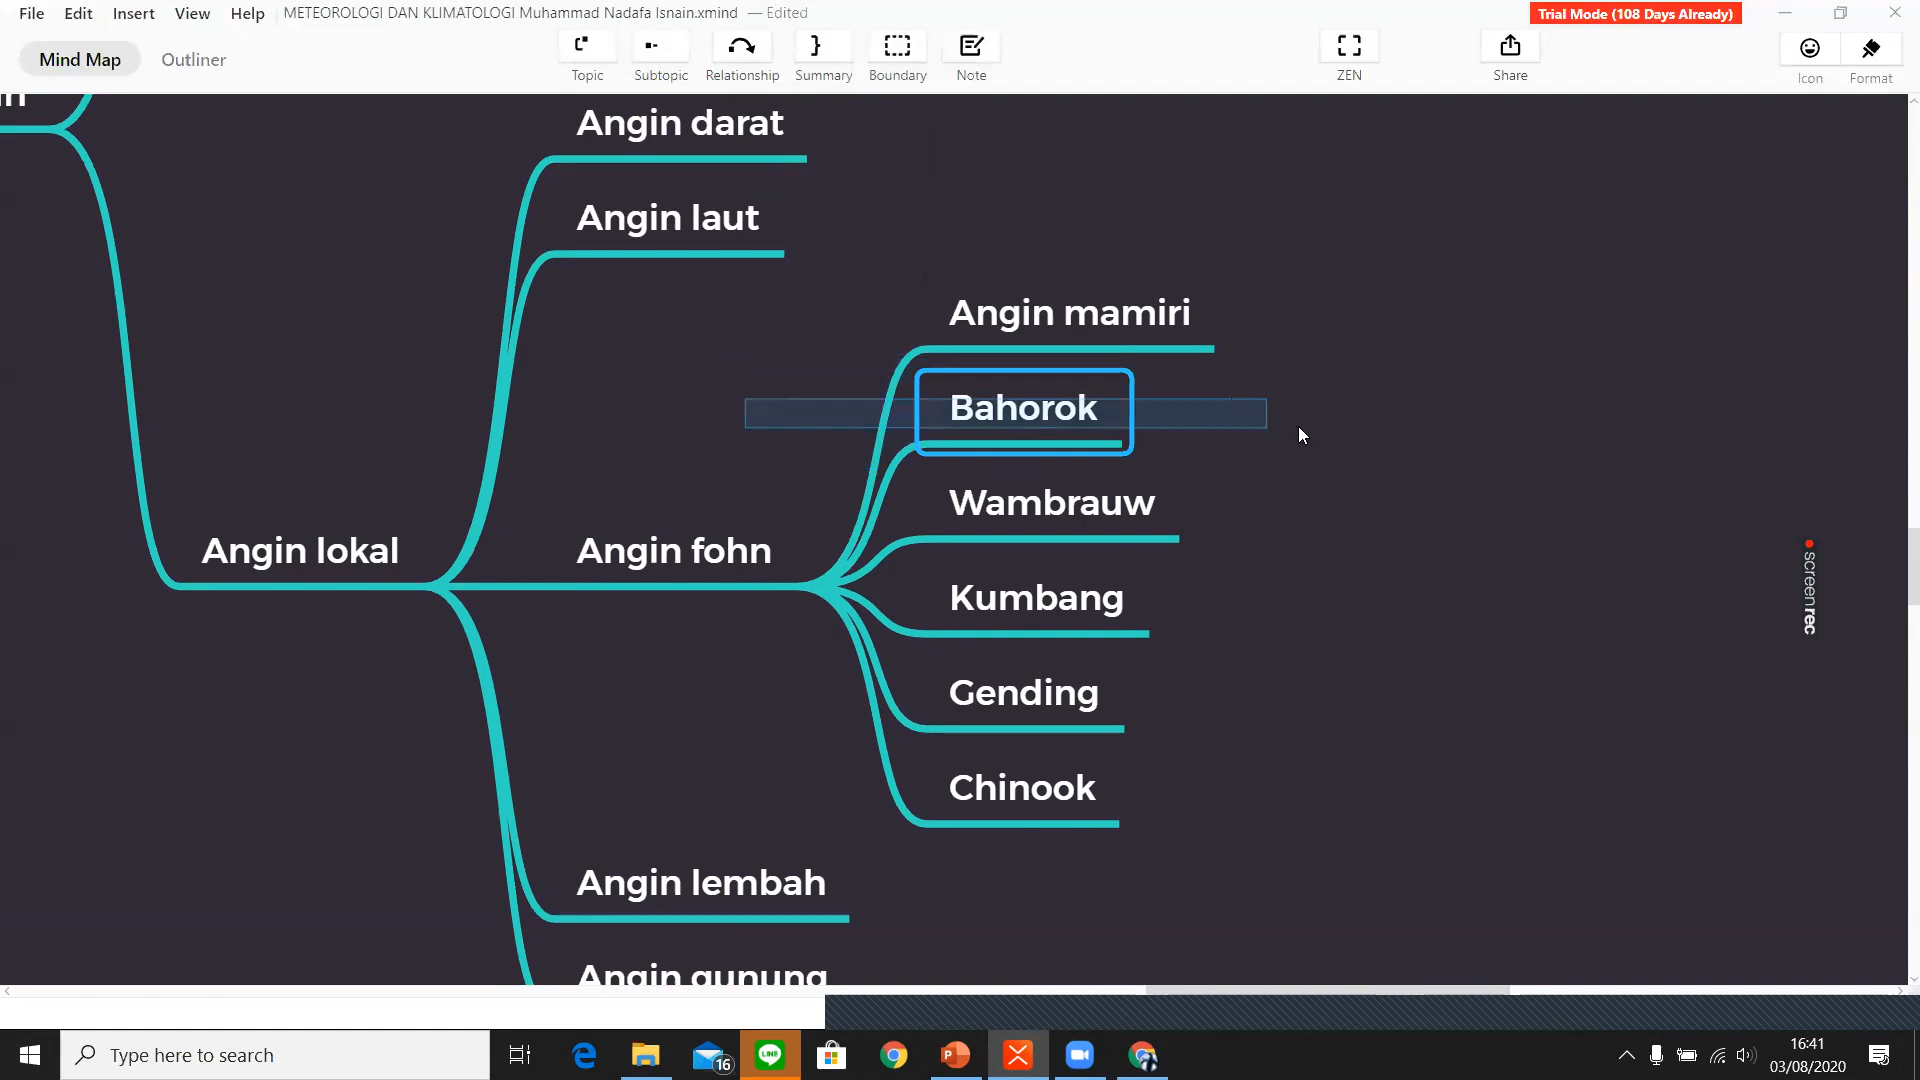 File Edit Insert View Help METEOROLOGI DAN KLIMATOLOGI Muhammad Nadafa Isnain.xmind — Edited
Trial Mode (108 Days Already)
Mind Map Outliner
Topic Subtopic Relationship Summary Boundary Note ZEN Share Icon Format
Angin darat
Angin laut
Angin mamiri
Bahorok
Wambrauw
Angin lokal
Angin fohn
Kumbang
Gending
Chinook
Angin lembah
Angin gunung
screenrec
Type here to search
16
16:41
03/08/2020